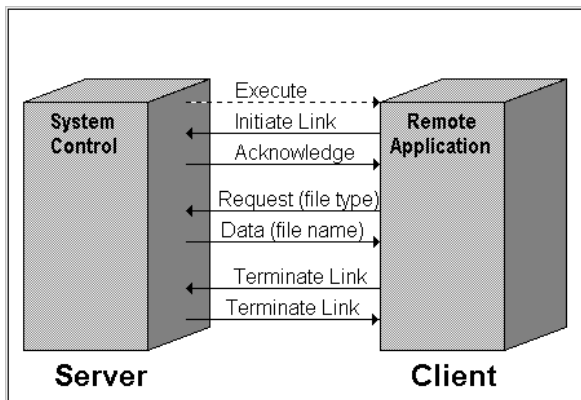 Execute
System
Control
Initiate Link
Remote
Application
Acknowledge
Request (file type)
Data (file name)
Terminate Link
Terminate Link
Server
Client